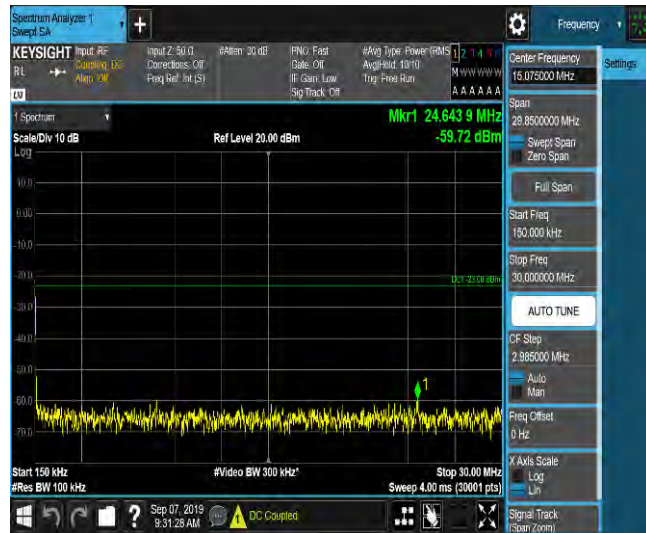 Spectrum Analyzer 1
Swept SA
Frequency
KEYSIGHT
RL
Input: RF
Coupling: DC
Align: Off
Input Z: 50 Ω
Corrections: Off
Freq Ref: Int (S)
#Atten: 30 dB
PNO: Fast
Gate: Off
IF Gain: Low
Sig Track: Off
#Avg Type: Power (RMS
Avg|Hold: 10/10
Trig: Free Run
1 2 3 4 5 6
M W W W W W
A A A A A A
LXI
1 Spectrum
Scale/Div 10 dB
Log
Ref Level 20.00 dBm
Mkr1 24.643 9 MHz
-59.72 dBm
10.0
0.00
-10.0
-20.0
DL1 -23.00 dBm
-30.0
-40.0
-50.0
1
-60.0
-70.0
Start 150 kHz
#Video BW 300 kHz*
Stop 30.00 MHz
#Res BW 100 kHz
Sweep 4.00 ms (30001 pts)
Sep 07, 2019
9:31:28 AM
DC Coupled
Center Frequency
15.075000 MHz
Settings
Span
29.8500000 MHz
Swept Span
Zero Span
Full Span
Start Freq
150.000 kHz
Stop Freq
30.000000 MHz
AUTO TUNE
CF Step
2.985000 MHz
Auto
Man
Freq Offset
0 Hz
X Axis Scale
Log
Lin
Signal Track
(Span Zoom)